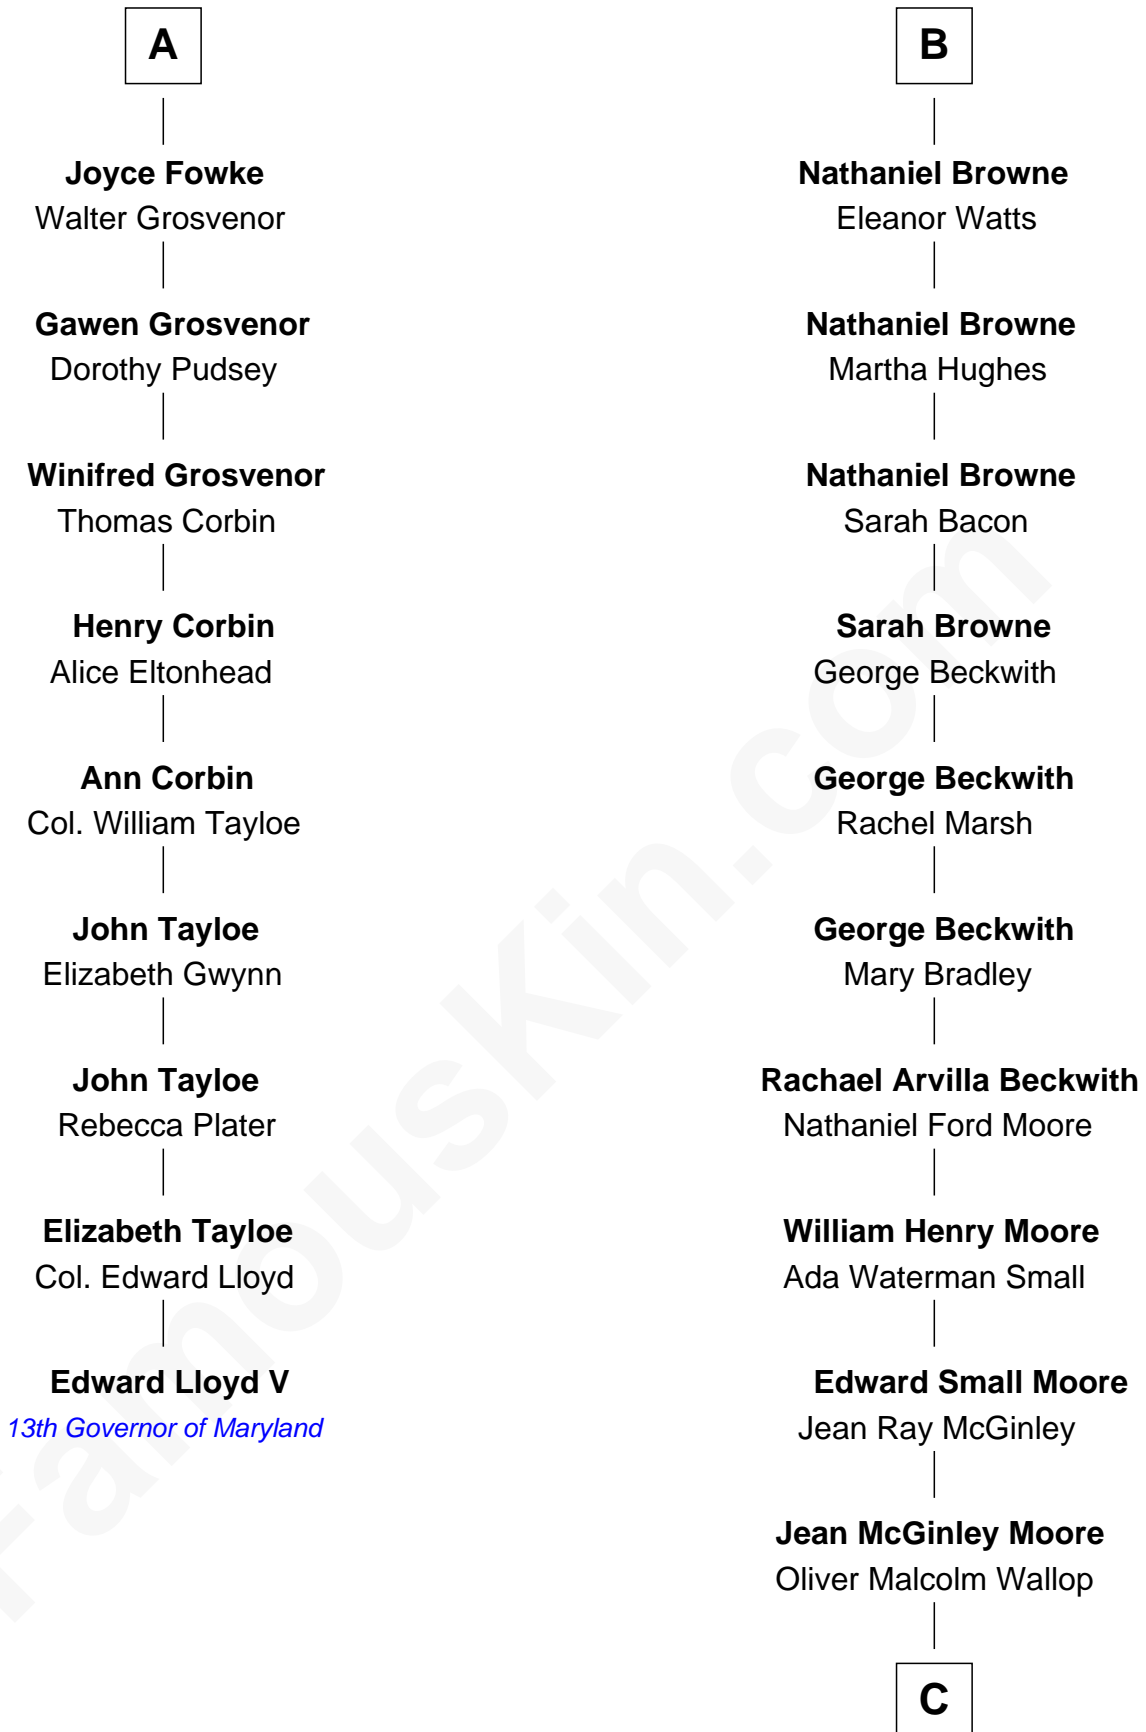 A
Joyce Fowke
Walter Grosvenor
Gawen Grosvenor
Dorothy Pudsey
Winifred Grosvenor
Thomas Corbin
Henry Corbin
Alice Eltonhead
Ann Corbin
Col. William Tayloe
John Tayloe
Elizabeth Gwynn
John Tayloe
Rebecca Plater
Elizabeth Tayloe
Col. Edward Lloyd
Edward Lloyd V
13th Governor of Maryland
B
Nathaniel Browne
Eleanor Watts
Nathaniel Browne
Martha Hughes
Nathaniel Browne
Sarah Bacon
Sarah Browne
George Beckwith
George Beckwith
Rachel Marsh
George Beckwith
Mary Bradley
Rachael Arvilla Beckwith
Nathaniel Ford Moore
William Henry Moore
Ada Waterman Small
Edward Small Moore
Jean Ray McGinley
Jean McGinley Moore
Oliver Malcolm Wallop
C
FamousKin.com